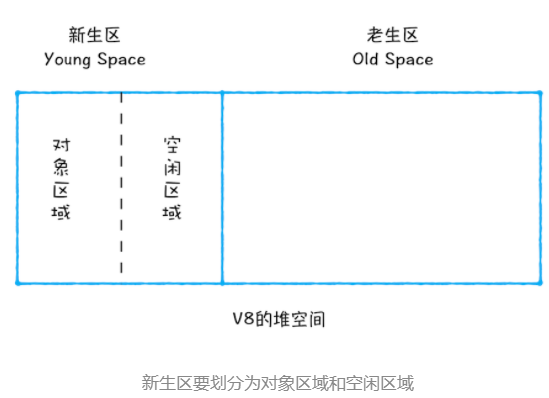 新生区
Young Space
老生区
Old Space
对象区域
空闲区域
V8的堆空间
新生区要划分为对象区域和空闲区域